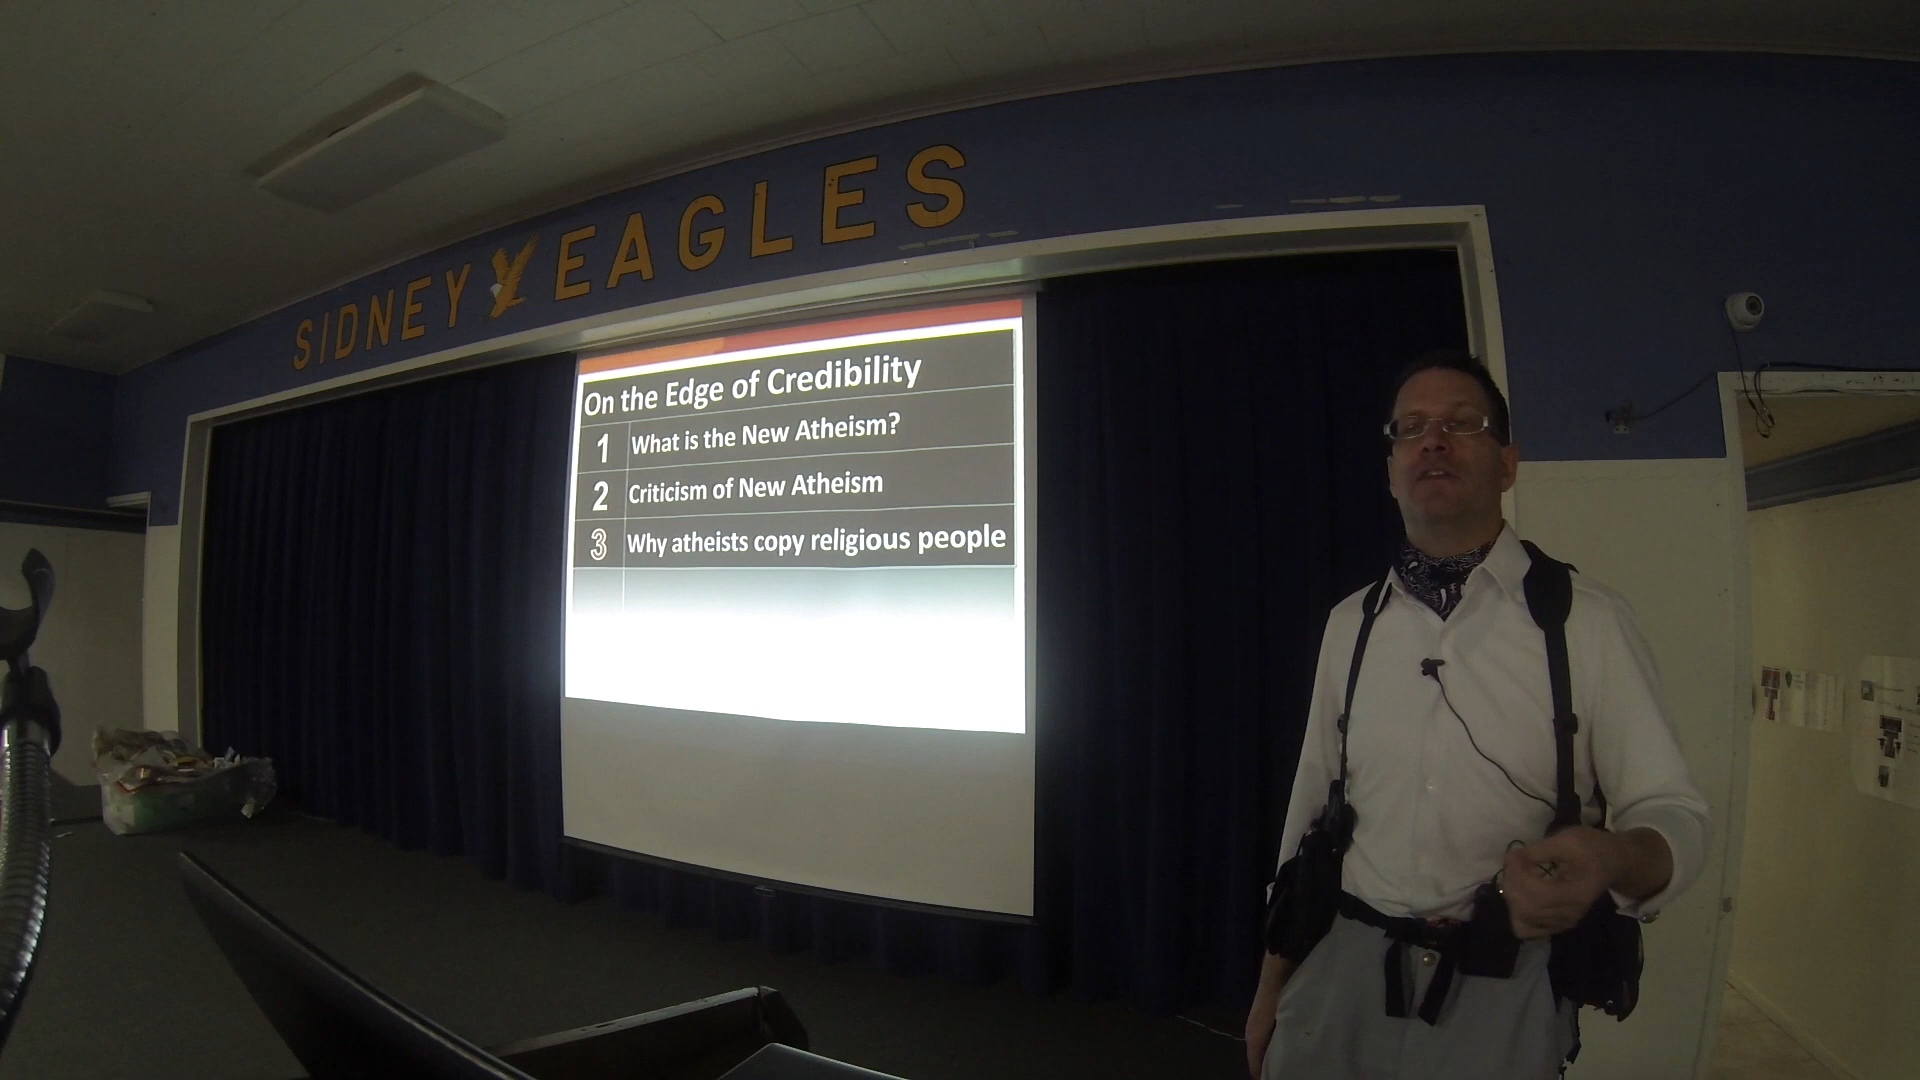 SIDNEY EAGLES
On the Edge of Credibility
1 What is the New Atheism?
2 Criticism of New Atheism
3 Why atheists copy religious people